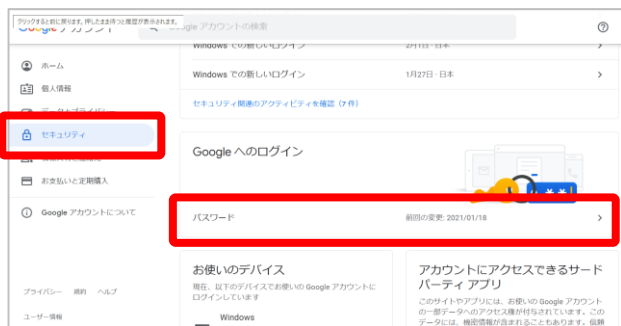 クリックすると前に戻ります。押したまま待つと履歴が表示されます。
Google アカウント
Google アカウントの検索
Windows での新しいログイン 2月1日 · 日本
ホーム
Windows での新しいログイン 1月27日 · 日本
個人情報
セキュリティ関連のアクティビティを確認（7 件）
セキュリティ
Google へのログイン
お支払いと定期購入
Google アカウントについて
パスワード 前回の変更: 2021/01/18
お使いのデバイス
現在、以下のデバイスでお使いの Google アカウントに
ログインしています
Windows
アカウントにアクセスできるサード
パーティ アプリ
このサイトやアプリには、お使いの Google アカウント
の一部データへのアクセス権が付与されています。この
データには、機密情報が含まれることもあります。信頼
プライバシー 規約 ヘルプ
ユーザー情報